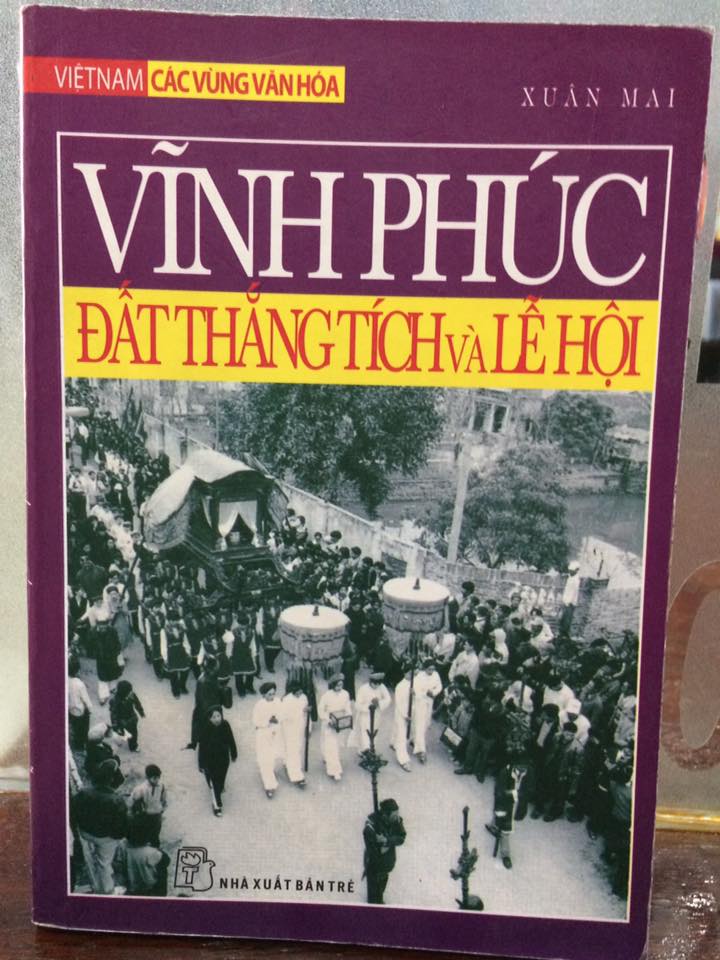 VIỆTNAM CÁC VÙNG VĂN HÓA
XUÂN MAI
VĨNH PHÚC
ĐẤT THẮNG TÍCH VÀ LỄ HỘI
NHÀ XUẤT BẢN TRẺ